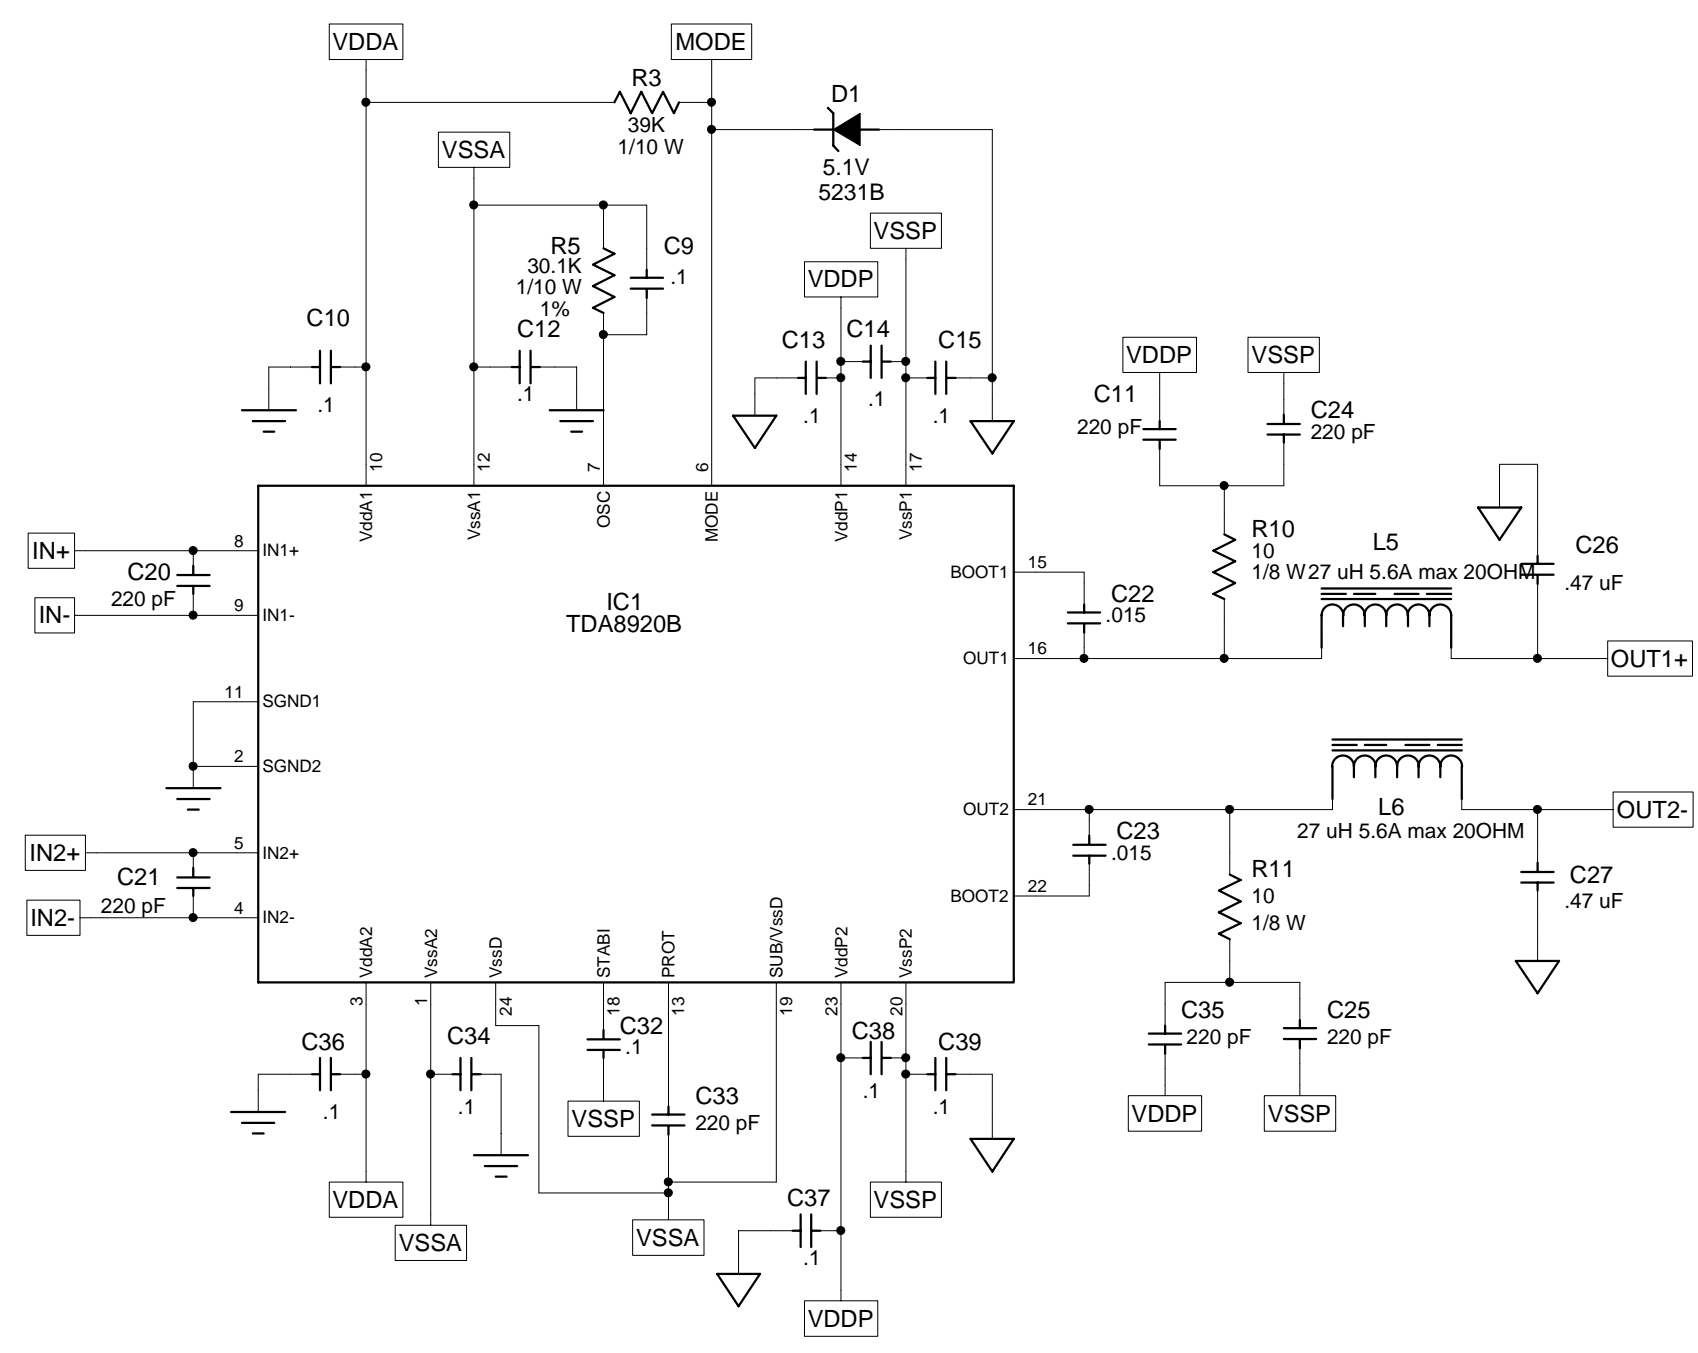 VDDA
MODE
R3
39K
1/10 W
D1
5.1V
5231B
VSSA
VSSP
VDDP
R5
30.1K
1/10 W
1%
C9
.1
C10
.1
C12
.1
C13
.1
C14
.1
C15
.1
VDDP
VSSP
C11
220 pF
C24
220 pF
10
12
7
6
14
17
VddA1
VssA1
OSC
MODE
VddP1
VssP1
IN+
8
IN1+
C20
220 pF
IN-
9
IN1-
IC1
TDA8920B
BOOT1
15
C22
.015
OUT1
16
R10
10
1/8 W
L5
27 uH 5.6A max 20OHM
C26
.47 uF
OUT1+
11
SGND1
2
SGND2
OUT2
21
C23
.015
BOOT2
22
L6
27 uH 5.6A max 20OHM
OUT2-
R11
10
1/8 W
C27
.47 uF
IN2+
5
IN2+
C21
220 pF
IN2-
4
IN2-
VddA2
VssA2
VssD
STABI
PROT
SUB/VssD
VddP2
VssP2
3
1
24
18
13
19
23
20
C36
.1
C34
.1
C32
.1
VSSP
C33
220 pF
C38
.1
C39
.1
C35
220 pF
C25
220 pF
VDDP
VSSP
VDDA
VSSA
VSSA
C37
.1
VSSP
VDDP